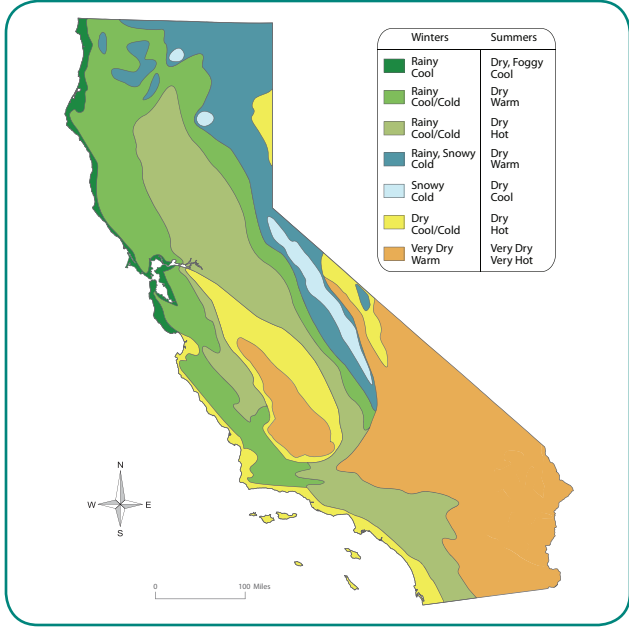 Winters Summers
Rainy Dry, Foggy
Cool Cool
Rainy Dry
Cool/Cold Warm
Rainy Dry
Cool/Cold Hot
Rainy, Snowy Dry
Cold Warm
Snowy Dry
Cold Cool
Dry Dry
Cool/Cold Hot
Very Dry Very Dry
Warm Very Hot
N
W E
S
0 100 Miles